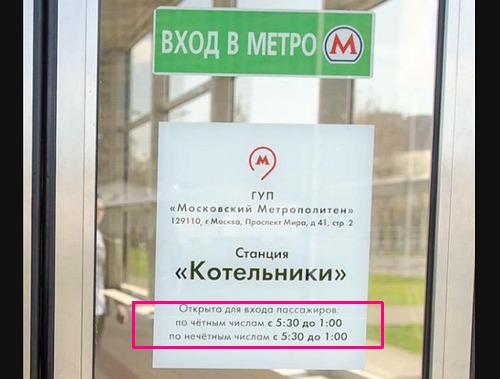 ВХОД В МЕТРО М
М
ГУП
«Московский Метрополитен»
129110, г Москва, Проспект Мира, д 41, стр 2
Станция
«Котельники»
Открыта для входа пассажиров:
по чётным числам с 5:30 до 1:00
по нечётным числам с 5:30 до 1:00